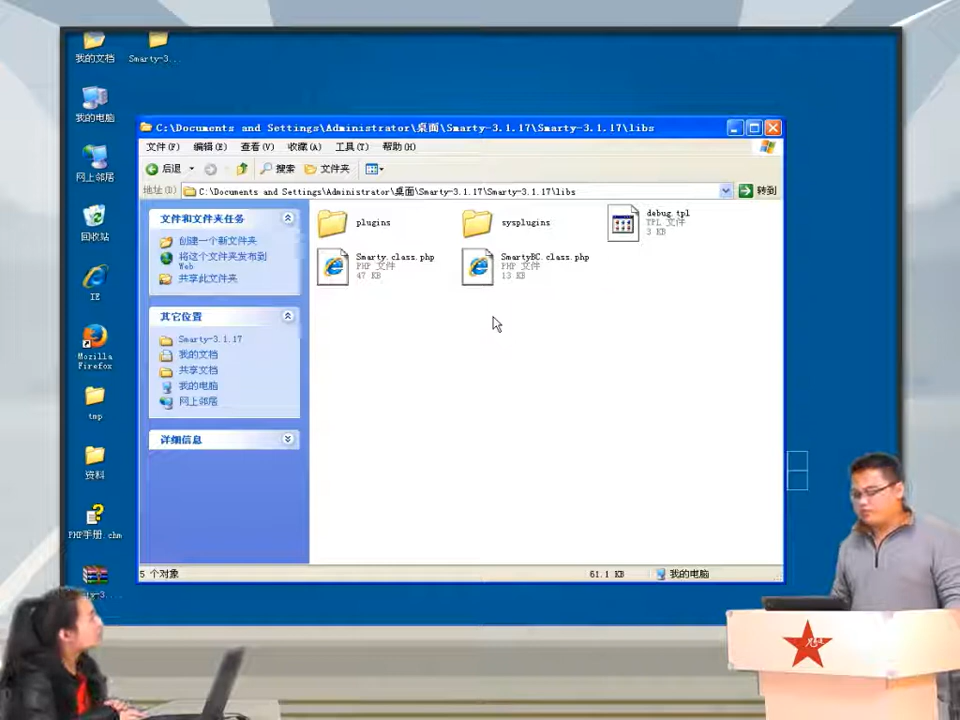 我的文档
Smarty-3...
我的电脑
网上邻居
回收站
IE
Mozilla
Firefox
tmp
资料
PHP手册.chm
ty-3...
C:\Documents and Settings\Administrator\桌面\Smarty-3.1.17\Smarty-3.1.17\libs
文件(F) 编辑(E) 查看(V) 收藏(A) 工具(T) 帮助(H)
后退 搜索 文件夹
地址(D) C:\Documents and Settings\Administrator\桌面\Smarty-3.1.17\Smarty-3.1.17\libs 转到
文件和文件夹任务
创建一个新文件夹
将这个文件夹发布到
Web
共享此文件夹
其它位置
Smarty-3.1.17
我的文档
共享文档
我的电脑
网上邻居
详细信息
plugins
sysplugins
debug.tpl
TPL 文件
3 KB
Smarty.class.php
PHP 文件
47 KB
SmartyBC.class.php
PHP 文件
13 KB
5 个对象 61.1 KB 我的电脑